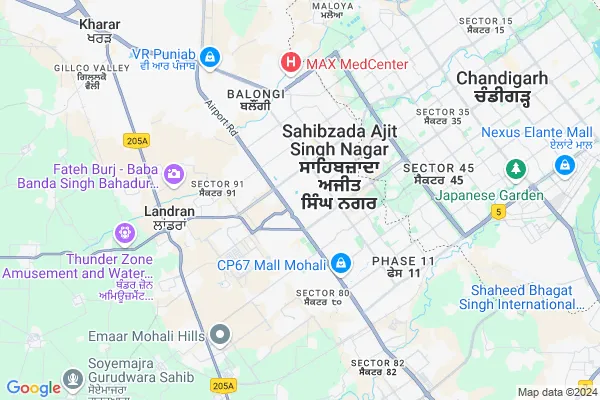 MALOYA
ਮਲੋਆ
SECTOR 15
ਸੈਕਟਰ 15
Kharar
ਖਰੜ
VR Punjab
ਵੀ ਆਰ ਪੰਜਾਬ
MAX MedCenter
GILLCO VALLEY
ਗਿਲਕੋ
ਵੈਲੀ
Chandigarh
ਚੰਡੀਗੜ੍ਹ
BALONGI
ਬਲੌਂਗੀ
Airport Rd
SECTOR 35
ਸੈਕਟਰ 35
Sahibzada Ajit
Singh Nagar
ਸਾਹਿਬਜ਼ਾਦਾ
ਅਜੀਤ
ਸਿੰਘ ਨਗਰ
Nexus Elante Mall
ਏਲਾਂਟੇ ਮਾਲ
205A
Fateh Burj - Baba
Banda Singh Bahadur...
SECTOR 91
ਸੈਕਟਰ 91
SECTOR 45
ਸੈਕਟਰ 45
Japanese Garden
Landran
ਲਾਂਡਰਾਂ
5
Thunder Zone
Amusement and Water...
ਥੰਡਰ ਜ਼ੋਨ
ਅਮਿਊਜ਼ਮੈਂਟ...
CP67 Mall Mohali
PHASE 11
ਫੇਸ 11
SECTOR 80
ਸੈਕਟਰ ੮੦
Shaheed Bhagat
Singh International...
Emaar Mohali Hills
SECTOR 82
ਸੈਕਟਰ 82
Soyemajra
Gurudwara Sahib
ਸੋਏਮਾਜਰਾ
205A
Google
Map data ©2024